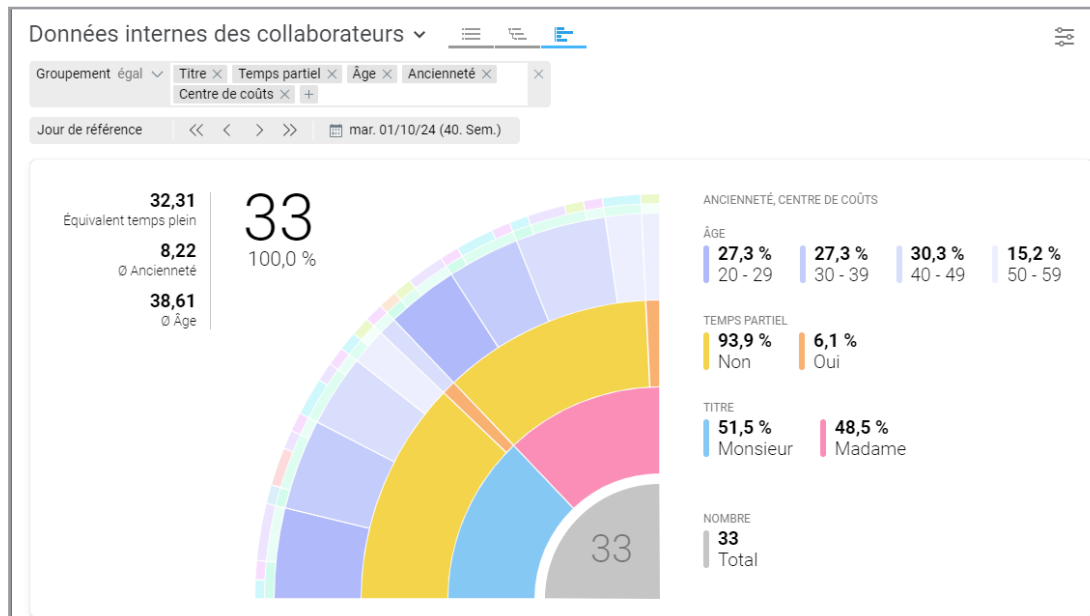 Données internes des collaborateurs
Groupement égal Titre Temps partiel Âge Ancienneté
Centre de coûts +
Jour de référence mar. 01/10/24 (40. Sem.)
32,31
Équivalent temps plein
8,22
Ø Ancienneté
38,61
Ø Âge
33
100,0 %
33
ANCIENNETÉ, CENTRE DE COÛTS
ÂGE
27,3 % 27,3 % 30,3 % 15,2 %
20 - 29 30 - 39 40 - 49 50 - 59
TEMPS PARTIEL
93,9 % 6,1 %
Non Oui
TITRE
51,5 % 48,5 %
Monsieur Madame
NOMBRE
33
Total